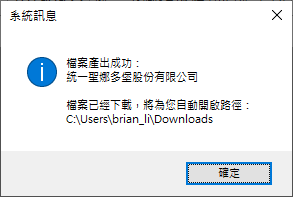 系統訊息
檔案產出成功：
統一聖娜多堡股份有限公司
檔案已經下載，將為您自動開啟路徑：
C:\Users\brian_li\Downloads
確定